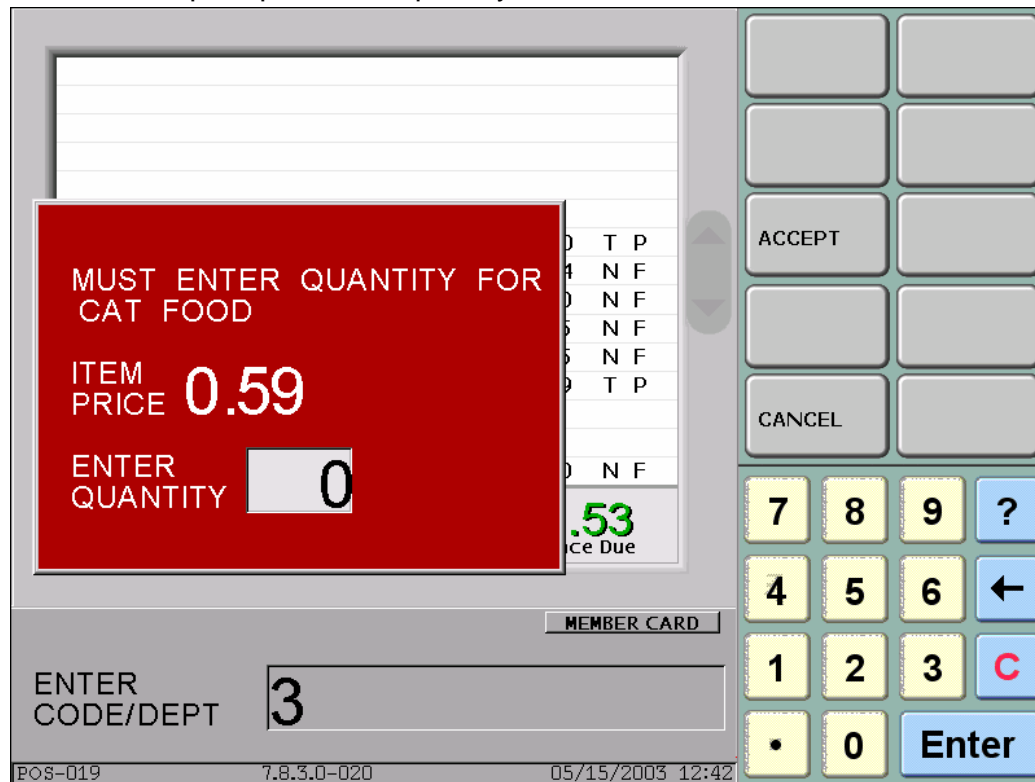 MUST ENTER QUANTITY FOR
CAT FOOD
ITEM
PRICE 0.59
ENTER
QUANTITY 0
T P
N F
N F
N F
N F
T P
N F
.53
Due
MEMBER CARD
ENTER
CODE/DEPT 3
POS-019 7.8.3.0-020 05/15/2003 12:42
ACCEPT
CANCEL
7 8 9 ?
4 5 6 ←
1 2 3 C
. 0 Enter